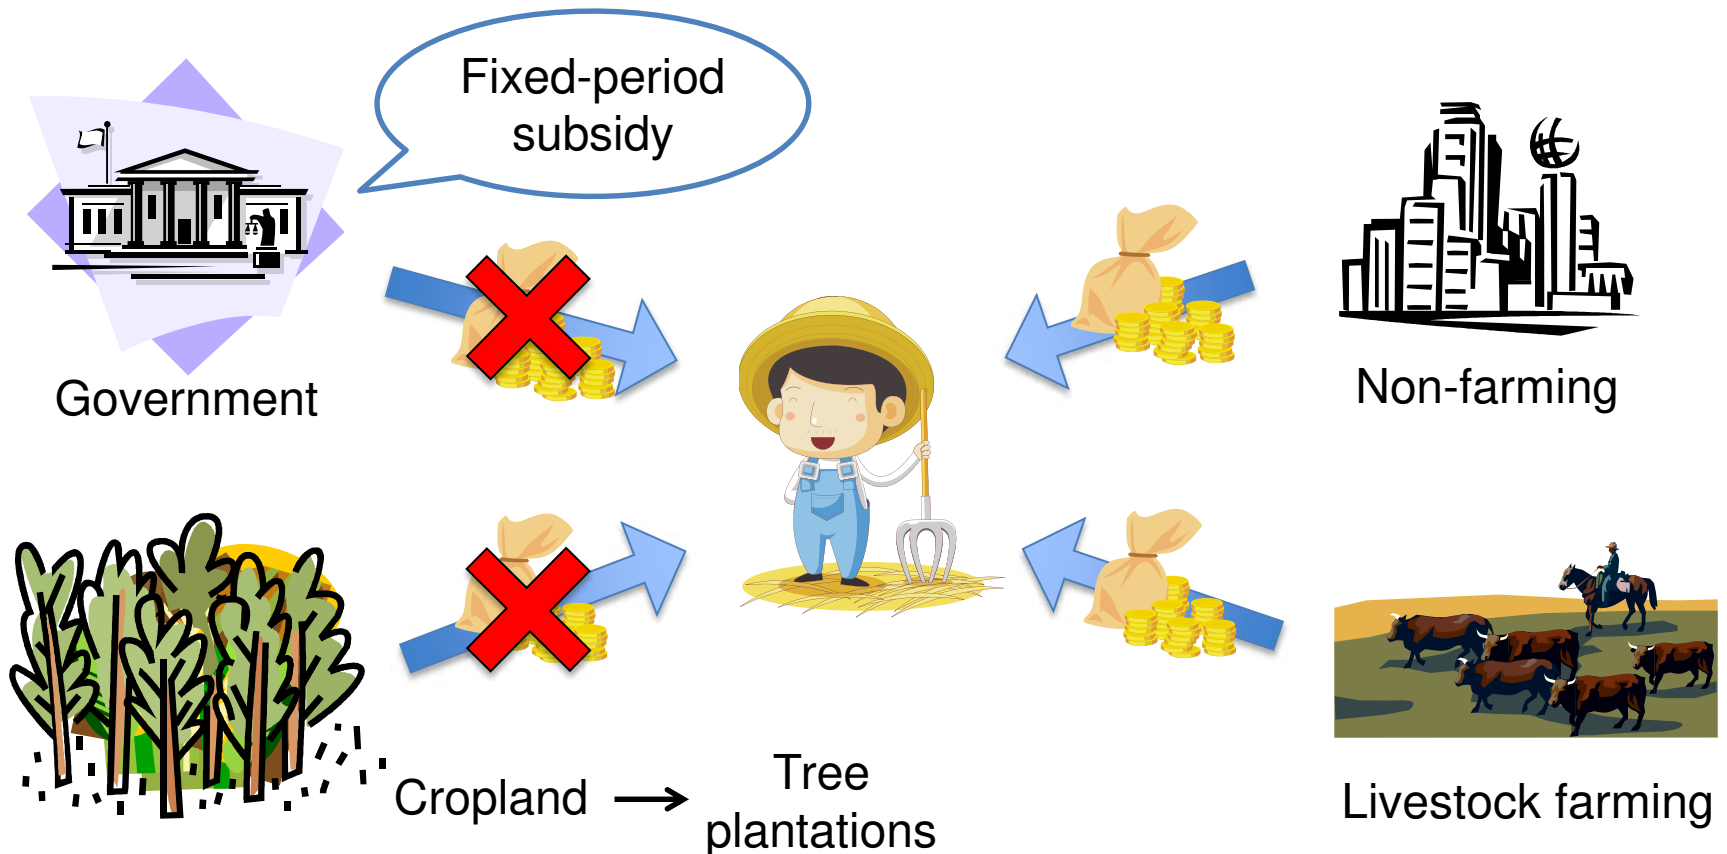 Fixed-period
subsidy
Government
Non-farming
Cropland → Tree
plantations
Livestock farming